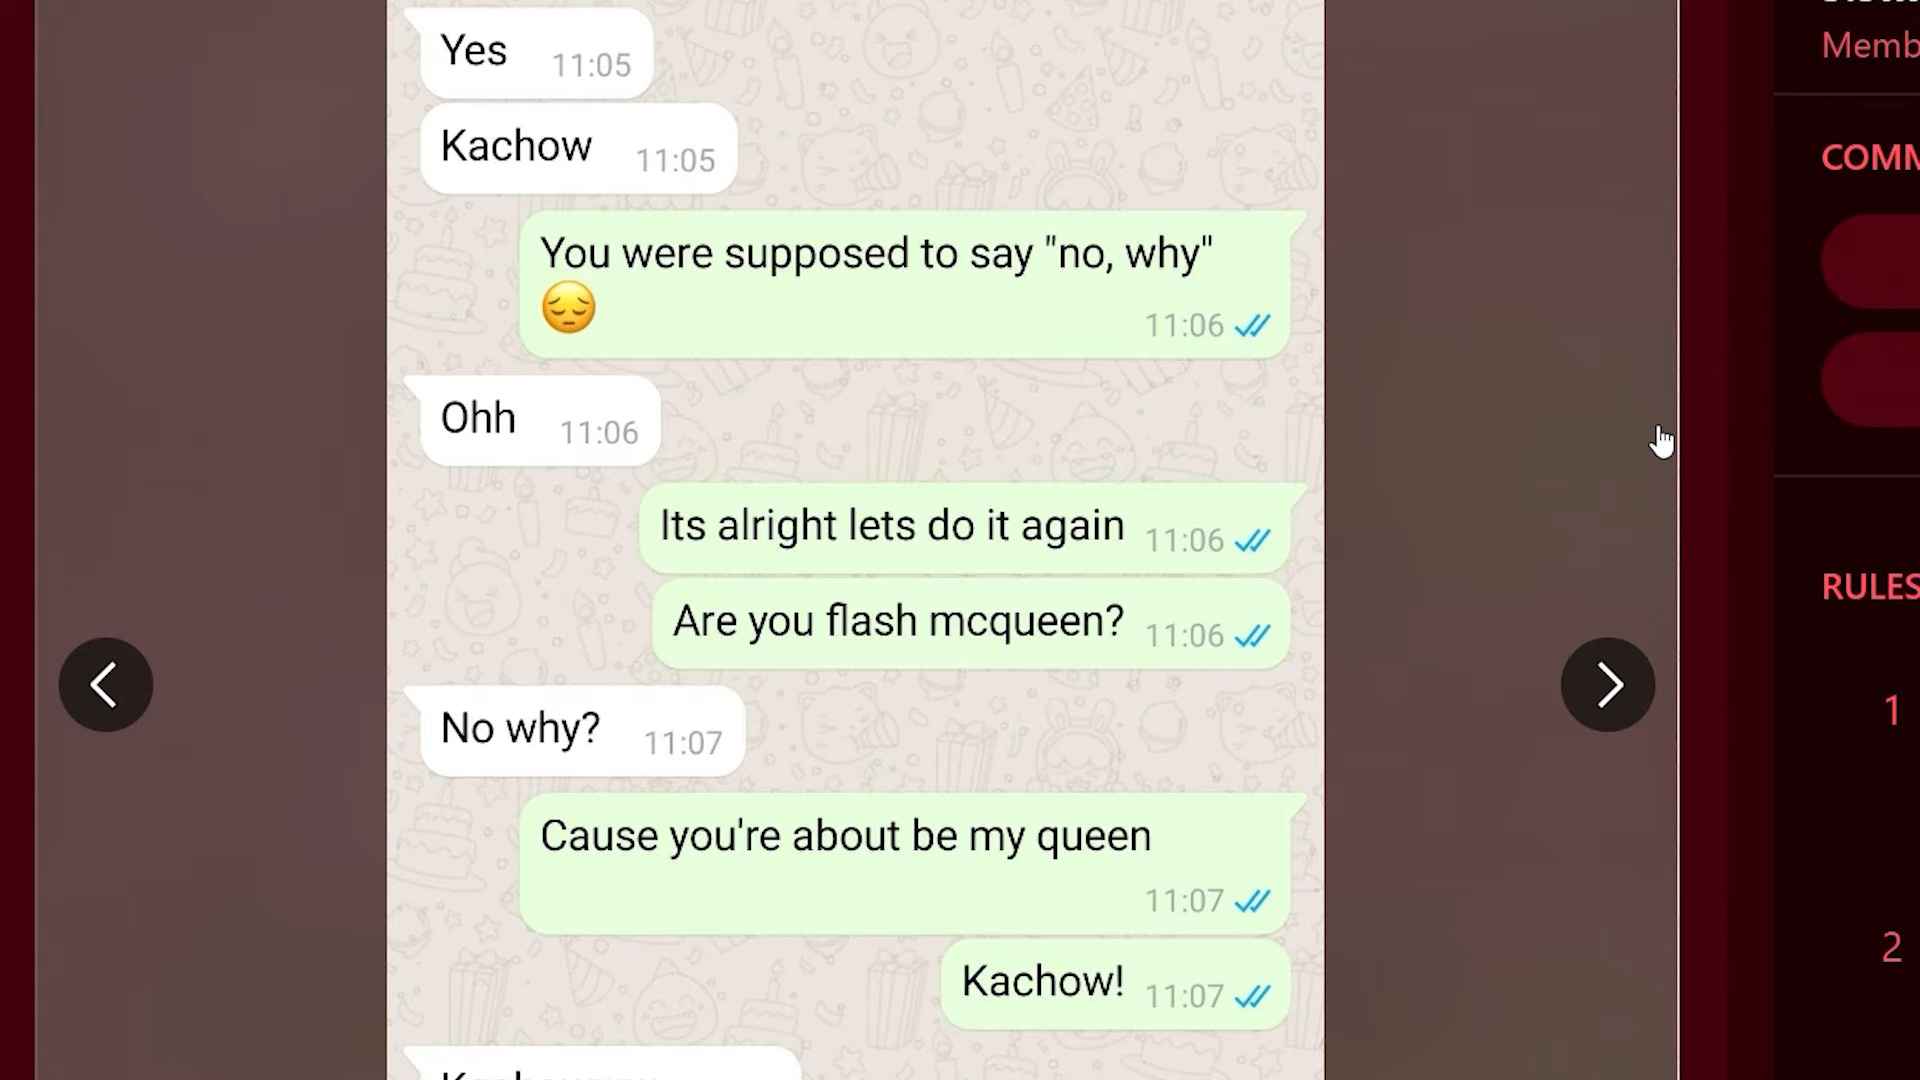 Yes 11:05
Kachow 11:05
You were supposed to say "no, why"
😔 11:06
Ohh 11:06
Its alright lets do it again 11:06
Are you flash mcqueen? 11:06
No why? 11:07
Cause you're about be my queen
11:07
Kachow! 11:07
Memb
COMM
RULES
1
2